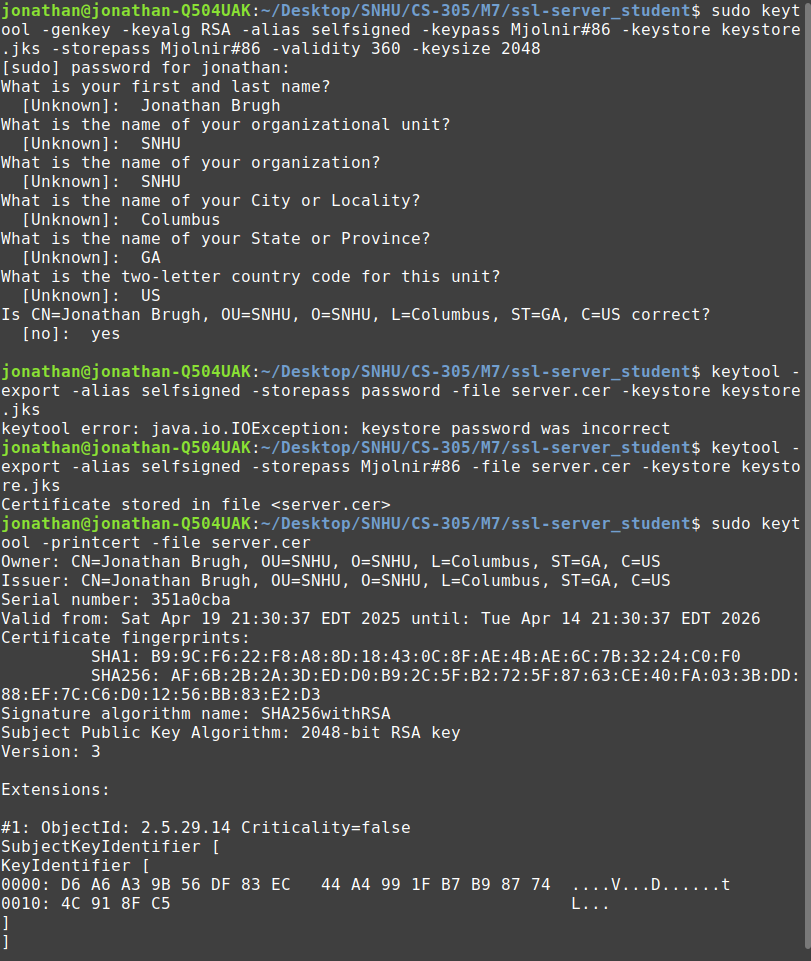 jonathan@jonathan-Q504UAK:~/Desktop/SNHU/CS-305/M7/ssl-server_student$ sudo keyt
ool -genkey -keyalg RSA -alias selfsigned -keypass Mjolnir#86 -keystore keystore
.jks -storepass Mjolnir#86 -validity 360 -keysize 2048
[sudo] password for jonathan:
What is your first and last name?
  [Unknown]:  Jonathan Brugh
What is the name of your organizational unit?
  [Unknown]:  SNHU
What is the name of your organization?
  [Unknown]:  SNHU
What is the name of your City or Locality?
  [Unknown]:  Columbus
What is the name of your State or Province?
  [Unknown]:  GA
What is the two-letter country code for this unit?
  [Unknown]:  US
Is CN=Jonathan Brugh, OU=SNHU, O=SNHU, L=Columbus, ST=GA, C=US correct?
  [no]:  yes

jonathan@jonathan-Q504UAK:~/Desktop/SNHU/CS-305/M7/ssl-server_student$ keytool -
export -alias selfsigned -storepass password -file server.cer -keystore keystore
.jks
keytool error: java.io.IOException: keystore password was incorrect
jonathan@jonathan-Q504UAK:~/Desktop/SNHU/CS-305/M7/ssl-server_student$ keytool -
export -alias selfsigned -storepass Mjolnir#86 -file server.cer -keystore keysto
re.jks
Certificate stored in file <server.cer>
jonathan@jonathan-Q504UAK:~/Desktop/SNHU/CS-305/M7/ssl-server_student$ sudo keyt
ool -printcert -file server.cer
Owner: CN=Jonathan Brugh, OU=SNHU, O=SNHU, L=Columbus, ST=GA, C=US
Issuer: CN=Jonathan Brugh, OU=SNHU, O=SNHU, L=Columbus, ST=GA, C=US
Serial number: 351a0cba
Valid from: Sat Apr 19 21:30:37 EDT 2025 until: Tue Apr 14 21:30:37 EDT 2026
Certificate fingerprints:
         SHA1: B9:9C:F6:22:F8:A8:8D:18:43:0C:8F:AE:4B:AE:6C:7B:32:24:C0:F0
         SHA256: AF:6B:2B:2A:3D:ED:D0:B9:2C:5F:B2:72:5F:87:63:CE:40:FA:03:3B:DD:
88:EF:7C:C6:D0:12:56:BB:83:E2:D3
Signature algorithm name: SHA256withRSA
Subject Public Key Algorithm: 2048-bit RSA key
Version: 3

Extensions:

#1: ObjectId: 2.5.29.14 Criticality=false
SubjectKeyIdentifier [
KeyIdentifier [
0000: D6 A6 A3 9B 56 DF 83 EC   44 A4 99 1F B7 B9 87 74  ....V...D......t
0010: 4C 91 8F C5                                        L...
]
]